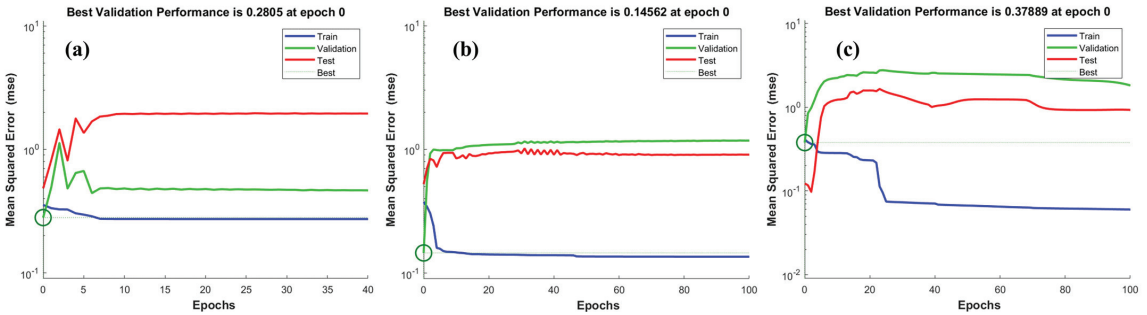 Best Validation Performance is 0.2805 at epoch 0
(a)
Train
Validation
Test
Best
Mean Squared Error (mse)
10^1
10^0
10^-1
0 5 10 15 20 25 30 35 40
Epochs
Best Validation Performance is 0.14562 at epoch 0
(b)
Train
Validation
Test
Best
Mean Squared Error (mse)
10^1
10^0
10^-1
0 20 40 60 80 100
Epochs
Best Validation Performance is 0.37889 at epoch 0
(c)
Train
Validation
Test
Best
Mean Squared Error (mse)
10^1
10^0
10^-1
10^-2
0 20 40 60 80 100
Epochs